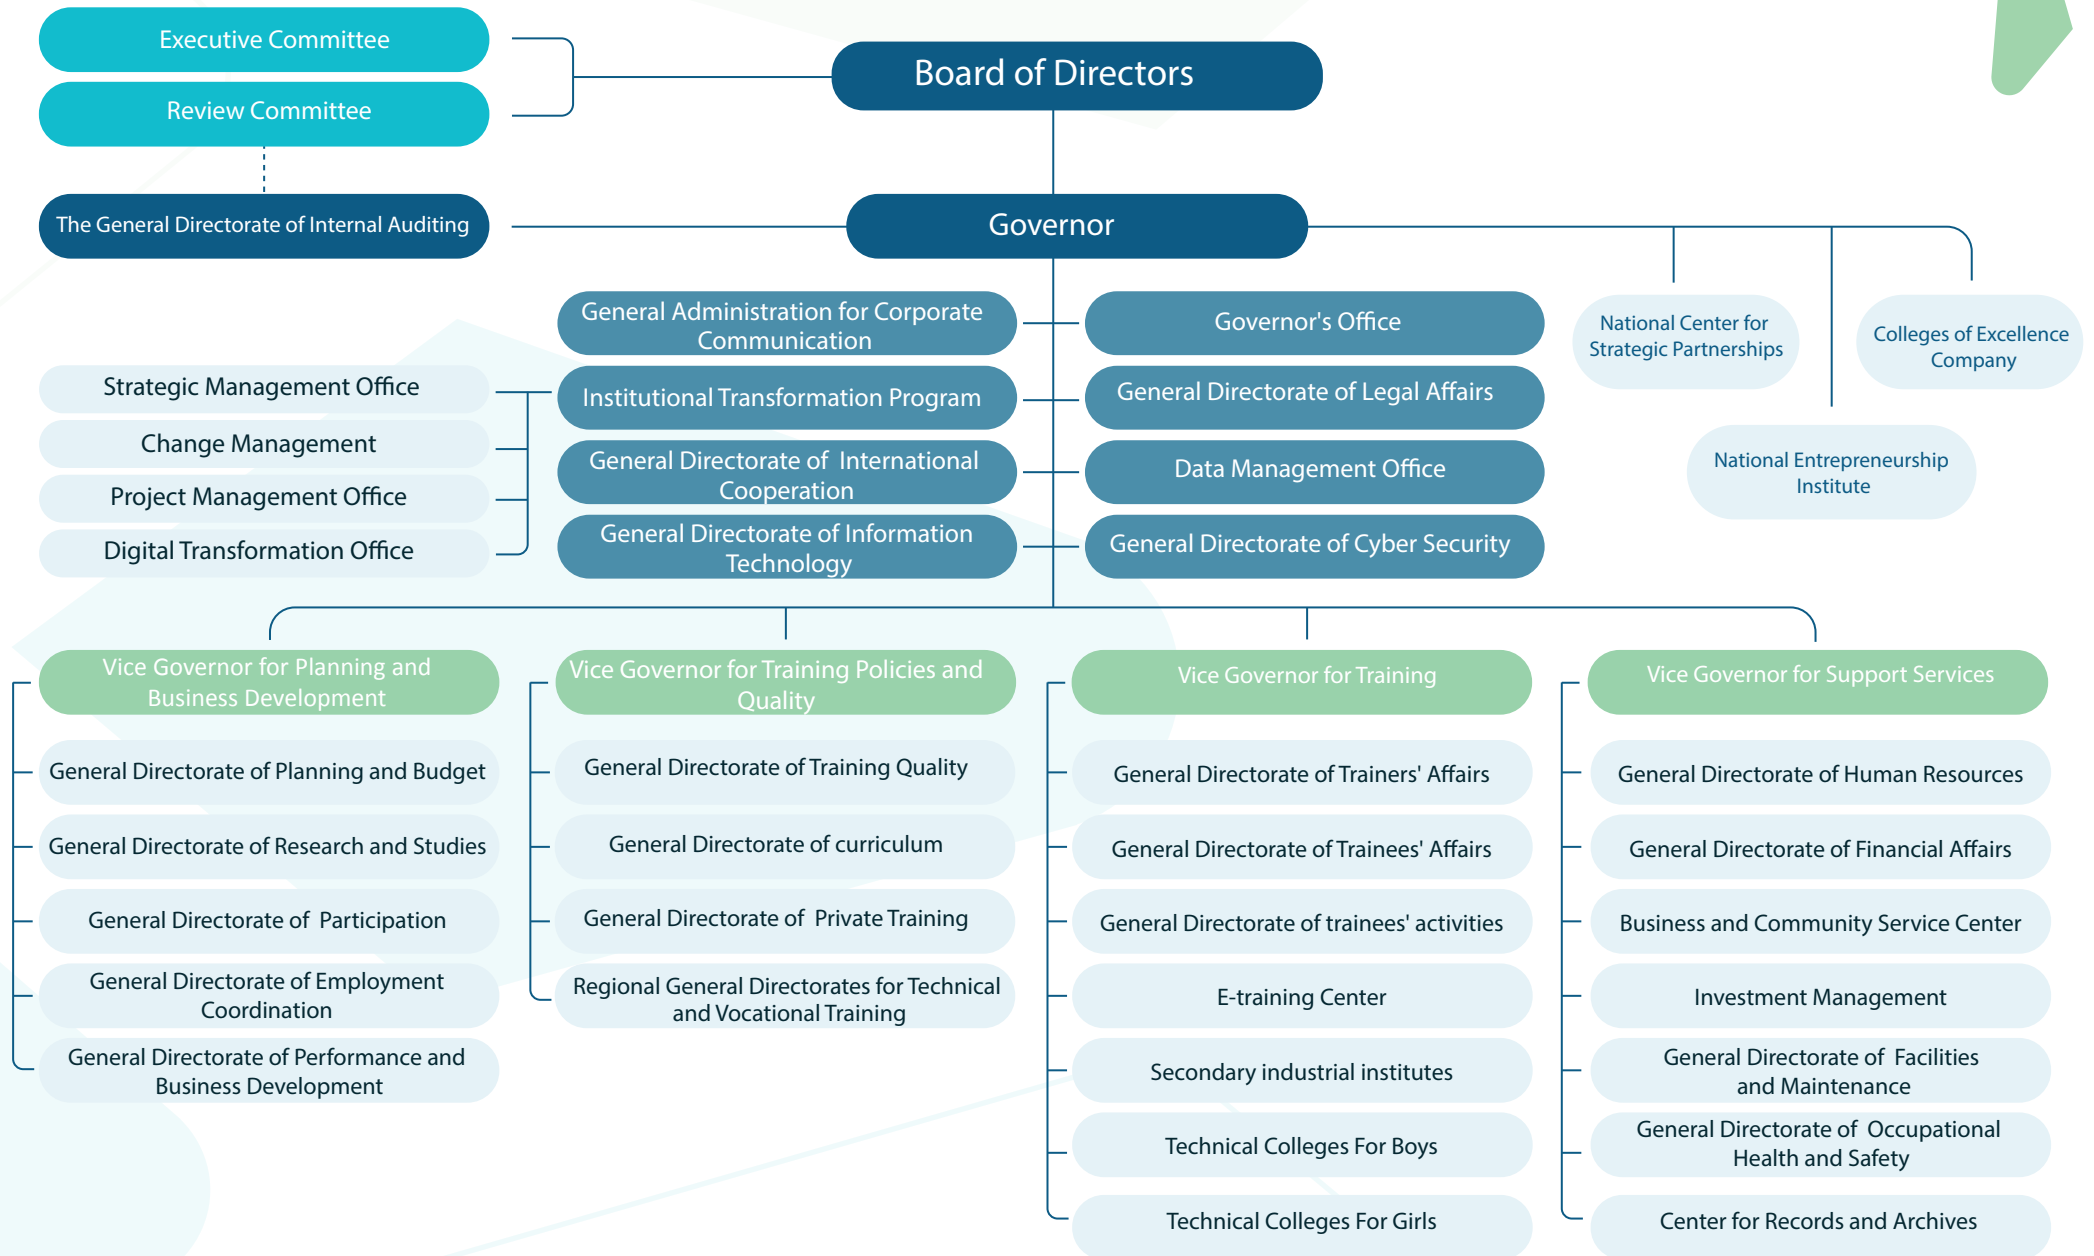 Executive Committee
Review Committee
Board of Directors
The General Directorate of Internal Auditing
Governor
General Administration for Corporate
Communication
Governor's Office
National Center for
Strategic Partnerships
Colleges of Excellence
Company
Strategic Management Office
Change Management
Project Management Office
Digital Transformation Office
Institutional Transformation Program
General Directorate of Legal Affairs
General Directorate of  International
Cooperation
Data Management Office
National Entrepreneurship
Institute
General Directorate of Information
Technology
General Directorate of Cyber Security
Vice Governor for Planning and
Business Development
General Directorate of Planning and Budget
General Directorate of Research and Studies
General Directorate of  Participation
General Directorate of Employment
Coordination
General Directorate of Performance and
Business Development
Vice Governor for Training Policies and
Quality
General Directorate of Training Quality
General Directorate of curriculum
General Directorate of  Private Training
Regional General Directorates for Technical
and Vocational Training
Vice Governor for Training
General Directorate of Trainers' Affairs
General Directorate of Trainees' Affairs
General Directorate of trainees' activities
E-training Center
Secondary industrial institutes
Technical Colleges For Boys
Technical Colleges For Girls
Vice Governor for Support Services
General Directorate of Human Resources
General Directorate of Financial Affairs
Business and Community Service Center
Investment Management
General Directorate of  Facilities
and Maintenance
General Directorate of  Occupational
Health and Safety
Center for Records and Archives